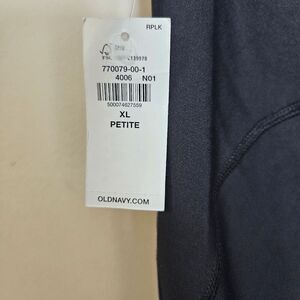 RPLK
770079-00-1
4006 N01
500074627559
XL
PETITE
OLDNAVY.COM